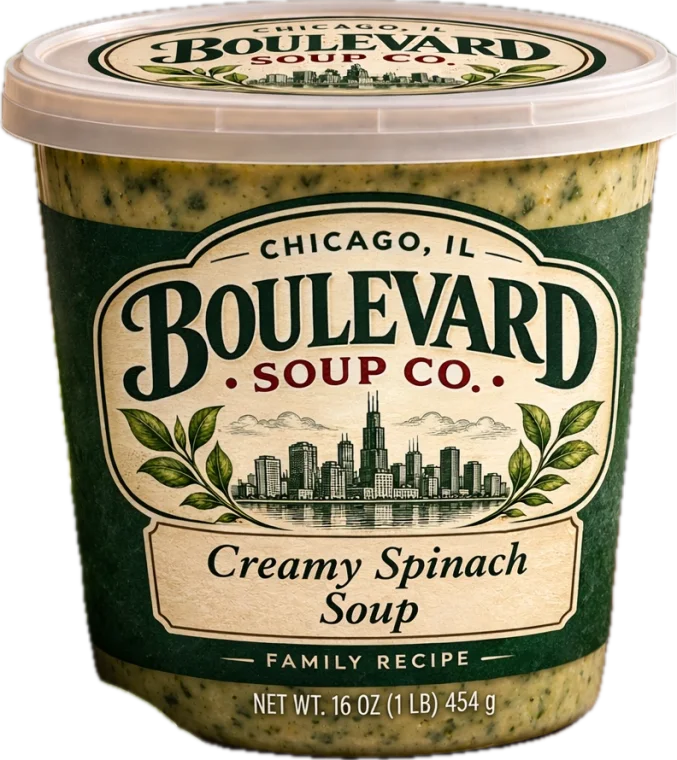 CHICAGO, IL
BOULEVARD
SOUP CO.
— CHICAGO, IL —
BOULEVARD
• SOUP CO. •
Creamy Spinach
Soup
— FAMILY RECIPE —
NET WT. 16 OZ (1 LB) 454 g